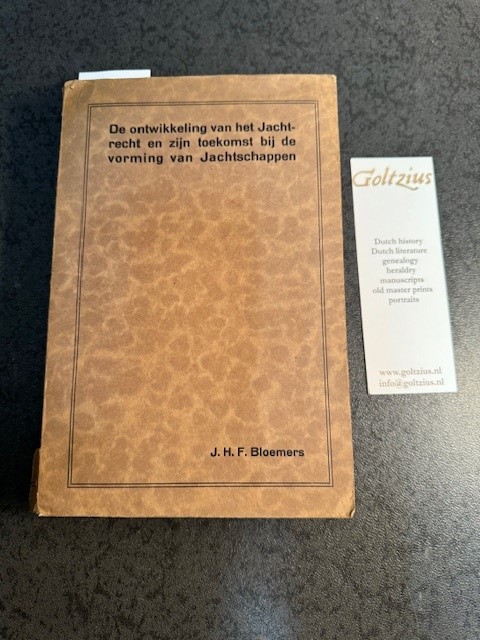 De ontwikkeling van het Jacht-
recht en zijn toekomst bij de
vorming van Jachtschappen
J. H. F. Bloemers
Goltzius
Dutch history
Dutch literature
genealogy
heraldry
manuscripts
old master prints
portraits
www.goltzius.nl
info@goltzius.nl